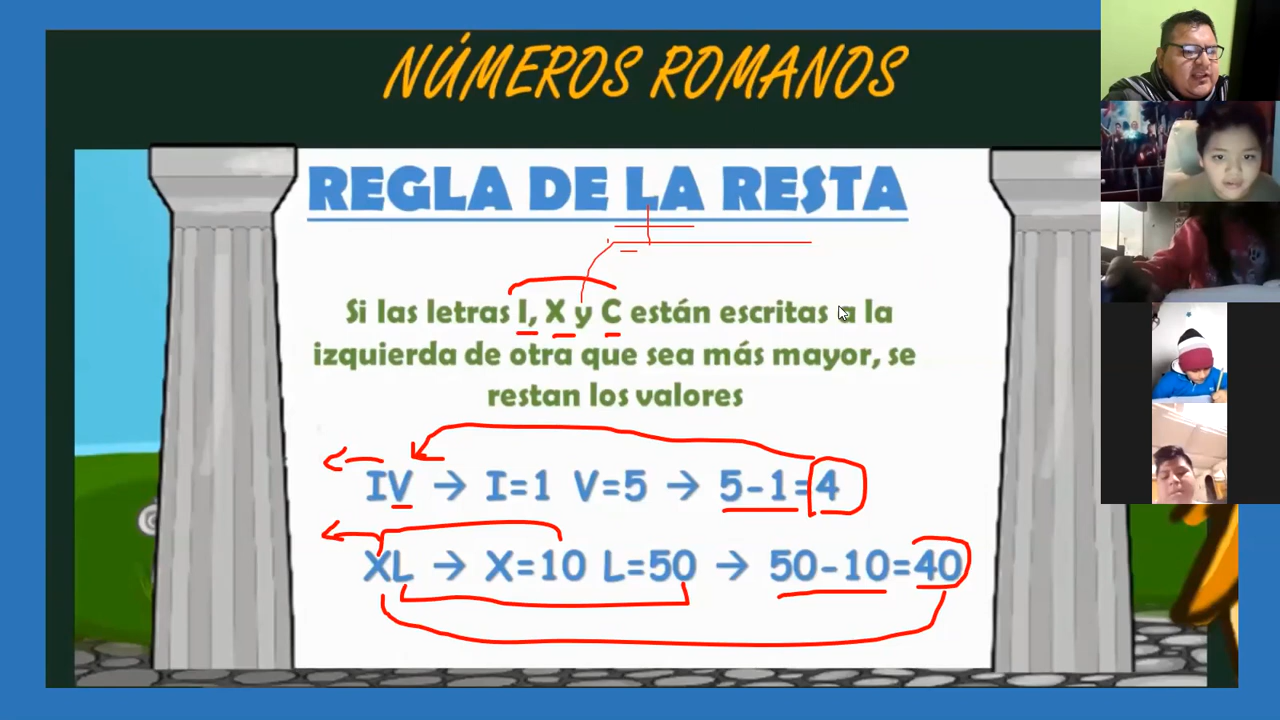 NÚMEROS ROMANOS
REGLA DE LA RESTA
Si las letras I, X y C están escritas a la
izquierda de otra que sea más mayor, se
restan los valores
IV → I=1 V=5 → 5-1=4
XL → X=10 L=50 → 50-10=40